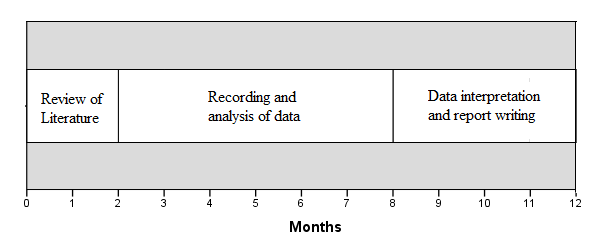 Review of
Literature
Recording and
analysis of data
Data interpretation
and report writing
0 1 2 3 4 5 6 7 8 9 10 11 12
Months